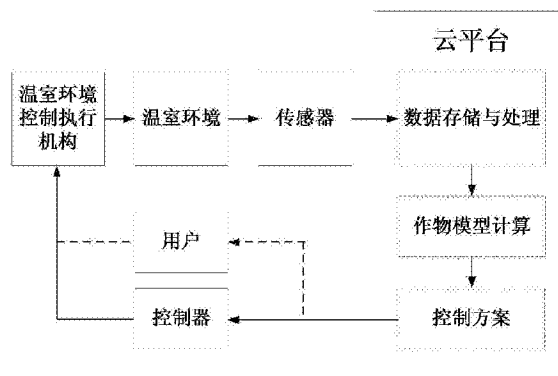 云平台
温室环境
控制执行
机构
温室环境
传感器
数据存储与处理
作物模型计算
用户
控制器
控制方案